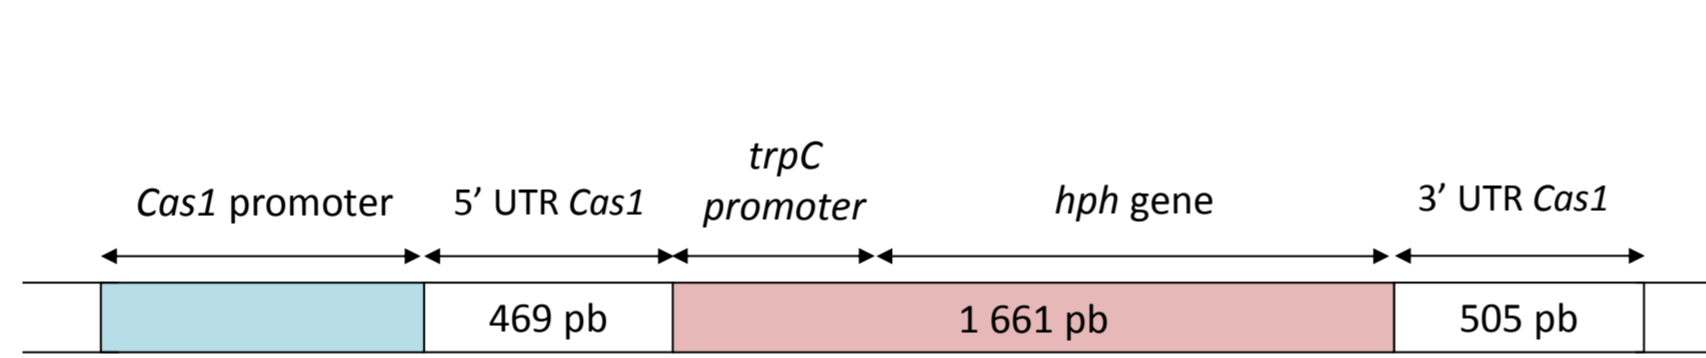 trpC
Cas1 promoter 5’ UTR Cas1 promoter hph gene 3’ UTR Cas1
469 pb 1 661 pb 505 pb